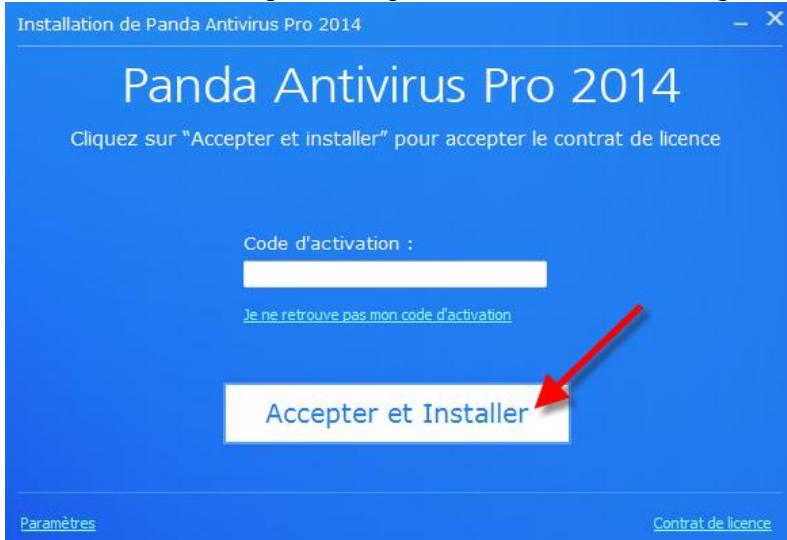 Installation de Panda Antivirus Pro 2014
Panda Antivirus Pro 2014
Cliquez sur "Accepter et installer" pour accepter le contrat de licence
Code d'activation :
Je ne retrouve pas mon code d'activation
Accepter et Installer
Paramètres
Contrat de licence